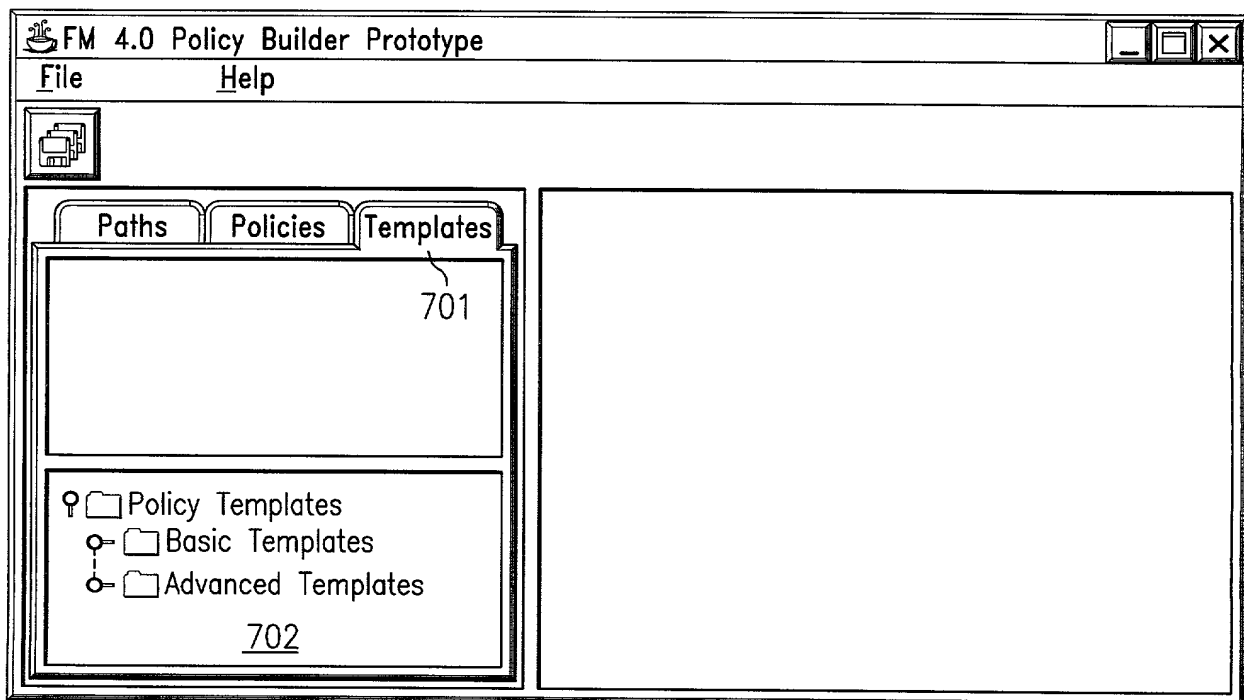 FM 4.0 Policy Builder Prototype
File Help
Paths Policies Templates
701
Policy Templates
Basic Templates
Advanced Templates
702